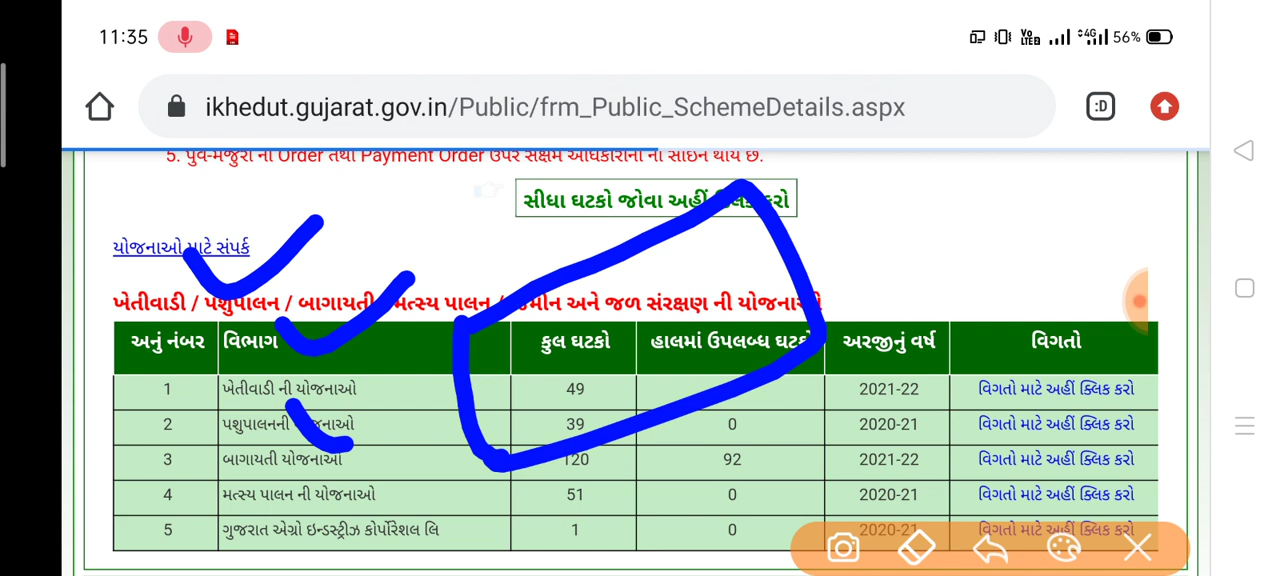 11:35 Vo LTE2 4G 56%
ikhedut.gujarat.gov.in/Public/frm_Public_SchemeDetails.aspx :D
5. પુર્વ-મંજુરી ની Order તથા Payment Order ઉપર સક્ષમ અધિકારીની ની સાઇન થાય છે.
સીધા ઘટકો જોવા અહીં ક્લિક કરો
યોજનાઓ માટે સંપર્ક
ખેતીવાડી / પશુપાલન / બાગાયતી / મત્સ્ય પાલન / જમીન અને જળ સંરક્ષણ ની યોજનાઓ
અનું નંબર વિભાગ કુલ ઘટકો હાલમાં ઉપલબ્ધ ઘટકો અરજીનું વર્ષ વિગતો
1 ખેતીવાડી ની યોજનાઓ 49 2021-22 વિગતો માટે અહીં ક્લિક કરો
2 પશુપાલનની યોજનાઓ 39 0 2020-21 વિગતો માટે અહીં ક્લિક કરો
3 બાગાયતી યોજનાઓ 120 92 2021-22 વિગતો માટે અહીં ક્લિક કરો
4 મત્સ્ય પાલન ની યોજનાઓ 51 0 2020-21 વિગતો માટે અહીં ક્લિક કરો
5 ગુજરાત એગ્રો ઇન્ડસ્ટ્રીઝ કોર્પોરેશલ લિ 1 0 2020-21 વિગતો માટે અહીં ક્લિક કરો